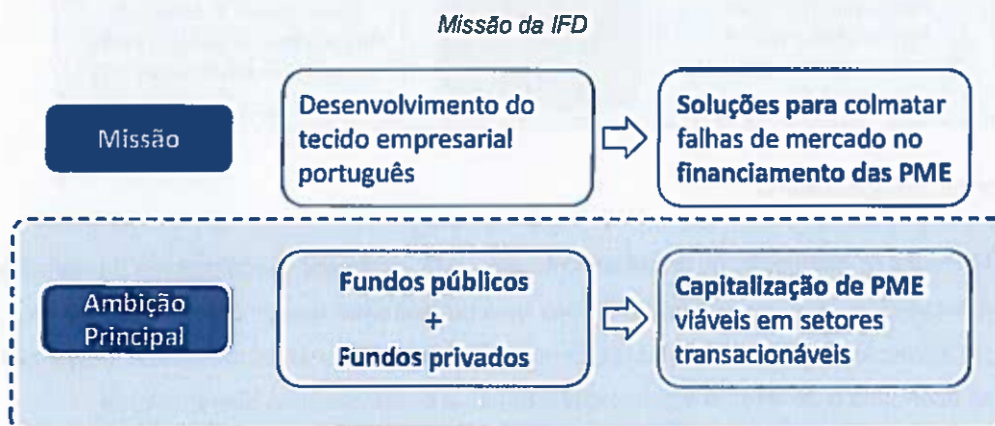 Missão da IFD
Missão
Desenvolvimento do
tecido empresarial
português
Soluções para colmatar
falhas de mercado no
financiamento das PME
Ambição
Principal
Fundos públicos
+
Fundos privados
Capitalização de PME
viáveis em setores
transacionáveis